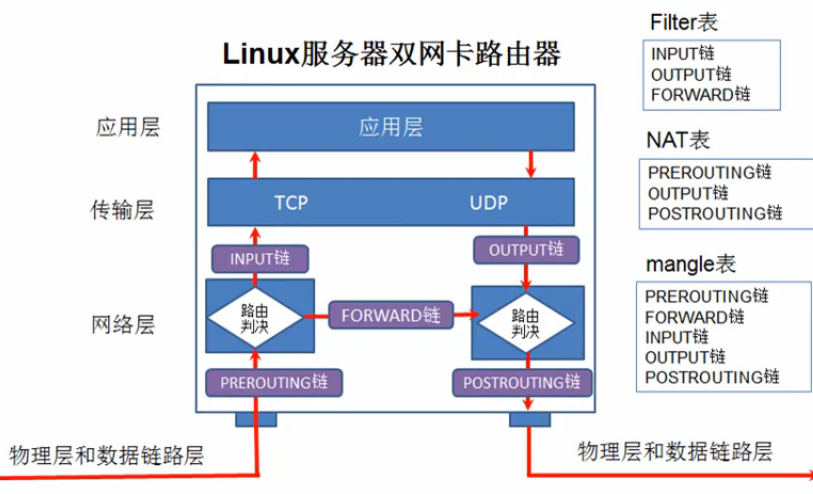 Linux服务器双网卡路由器
应用层
应用层
传输层
TCP
UDP
INPUT链
OUTPUT链
网络层
路由
判决
FORWARD链
路由
判决
PREROUTING链
POSTROUTING链
物理层和数据链路层
物理层和数据链路层
Filter表
INPUT链
OUTPUT链
FORWARD链
NAT表
PREROUTING链
OUTPUT链
POSTROUTING链
mangle表
PREROUTING链
FORWARD链
INPUT链
OUTPUT链
POSTROUTING链